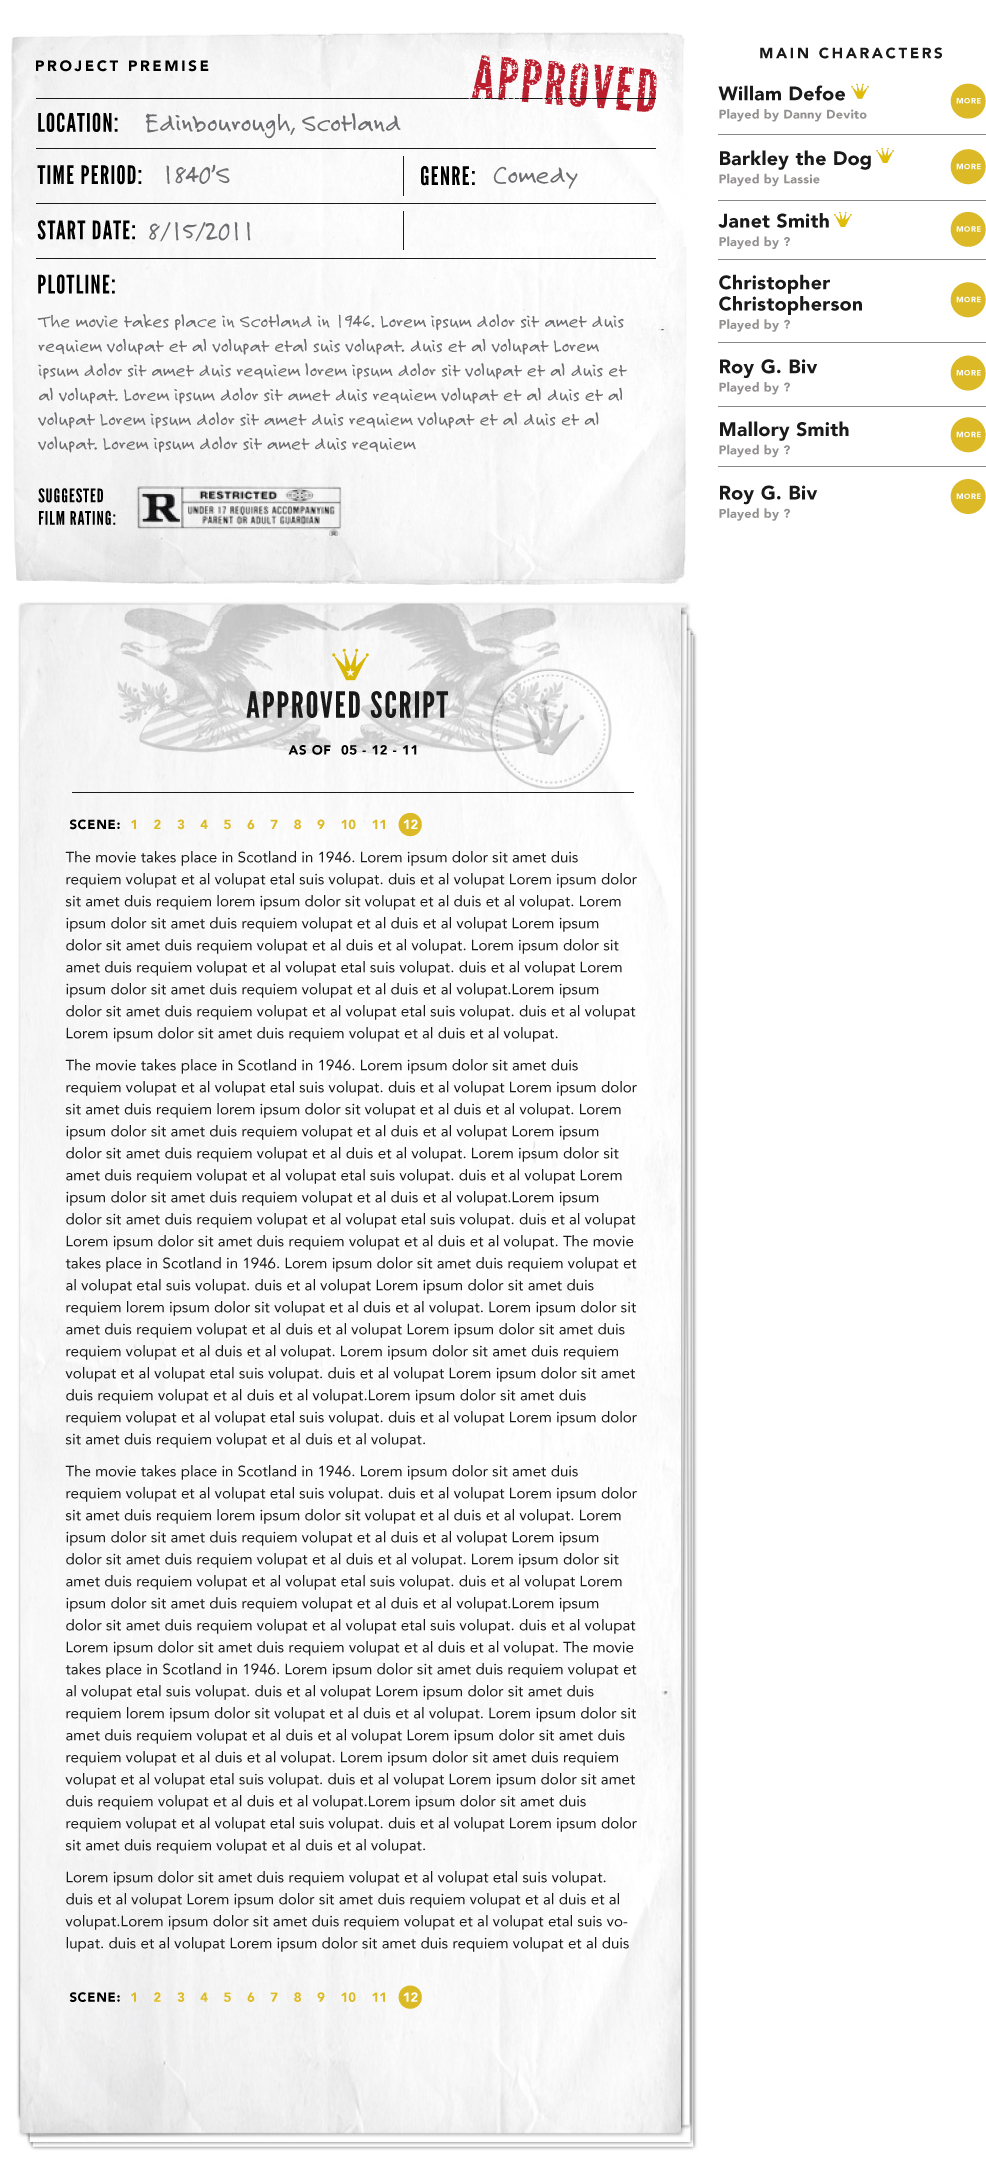 PROJECT PREMISE
APPROVED
LOCATION: Edinbourough, Scotland
TIME PERIOD: 1840'S GENRE: Comedy
START DATE: 8/15/2011
PLOTLINE:
The movie takes place in Scotland in 1946. Lorem ipsum dolor sit amet duis
requiem volupat et al volupat etal suis volupat. duis et al volupat Lorem
ipsum dolor sit amet duis requiem lorem ipsum dolor sit volupat et al duis et
al volupat. Lorem ipsum dolor sit amet duis requiem volupat et al duis et al
volupat Lorem ipsum dolor sit amet duis requiem volupat et al duis et al
volupat. Lorem ipsum dolor sit amet duis requiem
SUGGESTED
FILM RATING:
R RESTRICTED
UNDER 17 REQUIRES ACCOMPANYING
PARENT OR ADULT GUARDIAN
®
MAIN CHARACTERS
Willam Defoe
Played by Danny Devito
MORE
Barkley the Dog
Played by Lassie
MORE
Janet Smith
Played by ?
MORE
Christopher
Christopherson
Played by ?
MORE
Roy G. Biv
Played by ?
MORE
Mallory Smith
Played by ?
MORE
Roy G. Biv
Played by ?
MORE
APPROVED SCRIPT
AS OF 05 - 12 - 11
SCENE: 1 2 3 4 5 6 7 8 9 10 11 12
The movie takes place in Scotland in 1946. Lorem ipsum dolor sit amet duis
requiem volupat et al volupat etal suis volupat. duis et al volupat Lorem ipsum dolor
sit amet duis requiem lorem ipsum dolor sit volupat et al duis et al volupat. Lorem
ipsum dolor sit amet duis requiem volupat et al duis et al volupat Lorem ipsum
dolor sit amet duis requiem volupat et al duis et al volupat. Lorem ipsum dolor sit
amet duis requiem volupat et al volupat etal suis volupat. duis et al volupat Lorem
ipsum dolor sit amet duis requiem volupat et al duis et al volupat.Lorem ipsum
dolor sit amet duis requiem volupat et al volupat etal suis volupat. duis et al volupat
Lorem ipsum dolor sit amet duis requiem volupat et al duis et al volupat.
The movie takes place in Scotland in 1946. Lorem ipsum dolor sit amet duis
requiem volupat et al volupat etal suis volupat. duis et al volupat Lorem ipsum dolor
sit amet duis requiem lorem ipsum dolor sit volupat et al duis et al volupat. Lorem
ipsum dolor sit amet duis requiem volupat et al duis et al volupat Lorem ipsum
dolor sit amet duis requiem volupat et al duis et al volupat. Lorem ipsum dolor sit
amet duis requiem volupat et al volupat etal suis volupat. duis et al volupat Lorem
ipsum dolor sit amet duis requiem volupat et al duis et al volupat.Lorem ipsum
dolor sit amet duis requiem volupat et al volupat etal suis volupat. duis et al volupat
Lorem ipsum dolor sit amet duis requiem volupat et al duis et al volupat. The movie
takes place in Scotland in 1946. Lorem ipsum dolor sit amet duis requiem volupat et
al volupat etal suis volupat. duis et al volupat Lorem ipsum dolor sit amet duis
requiem lorem ipsum dolor sit volupat et al duis et al volupat. Lorem ipsum dolor sit
amet duis requiem volupat et al duis et al volupat Lorem ipsum dolor sit amet duis
requiem volupat et al duis et al volupat. Lorem ipsum dolor sit amet duis requiem
volupat et al volupat etal suis volupat. duis et al volupat Lorem ipsum dolor sit amet
duis requiem volupat et al duis et al volupat.Lorem ipsum dolor sit amet duis
requiem volupat et al volupat etal suis volupat. duis et al volupat Lorem ipsum dolor
sit amet duis requiem volupat et al duis et al volupat.
The movie takes place in Scotland in 1946. Lorem ipsum dolor sit amet duis
requiem volupat et al volupat etal suis volupat. duis et al volupat Lorem ipsum dolor
sit amet duis requiem lorem ipsum dolor sit volupat et al duis et al volupat. Lorem
ipsum dolor sit amet duis requiem volupat et al duis et al volupat Lorem ipsum
dolor sit amet duis requiem volupat et al duis et al volupat. Lorem ipsum dolor sit
amet duis requiem volupat et al volupat etal suis volupat. duis et al volupat Lorem
ipsum dolor sit amet duis requiem volupat et al duis et al volupat.Lorem ipsum
dolor sit amet duis requiem volupat et al volupat etal suis volupat. duis et al volupat
Lorem ipsum dolor sit amet duis requiem volupat et al duis et al volupat. The movie
takes place in Scotland in 1946. Lorem ipsum dolor sit amet duis requiem volupat et
al volupat etal suis volupat. duis et al volupat Lorem ipsum dolor sit amet duis
requiem lorem ipsum dolor sit volupat et al duis et al volupat. Lorem ipsum dolor sit
amet duis requiem volupat et al duis et al volupat Lorem ipsum dolor sit amet duis
requiem volupat et al duis et al volupat. Lorem ipsum dolor sit amet duis requiem
volupat et al volupat etal suis volupat. duis et al volupat Lorem ipsum dolor sit amet
duis requiem volupat et al duis et al volupat.Lorem ipsum dolor sit amet duis
requiem volupat et al volupat etal suis volupat. duis et al volupat Lorem ipsum dolor
sit amet duis requiem volupat et al duis et al volupat.
Lorem ipsum dolor sit amet duis requiem volupat et al volupat etal suis volupat.
duis et al volupat Lorem ipsum dolor sit amet duis requiem volupat et al duis et al
volupat.Lorem ipsum dolor sit amet duis requiem volupat et al volupat etal suis vo-
lupat. duis et al volupat Lorem ipsum dolor sit amet duis requiem volupat et al duis
SCENE: 1 2 3 4 5 6 7 8 9 10 11 12